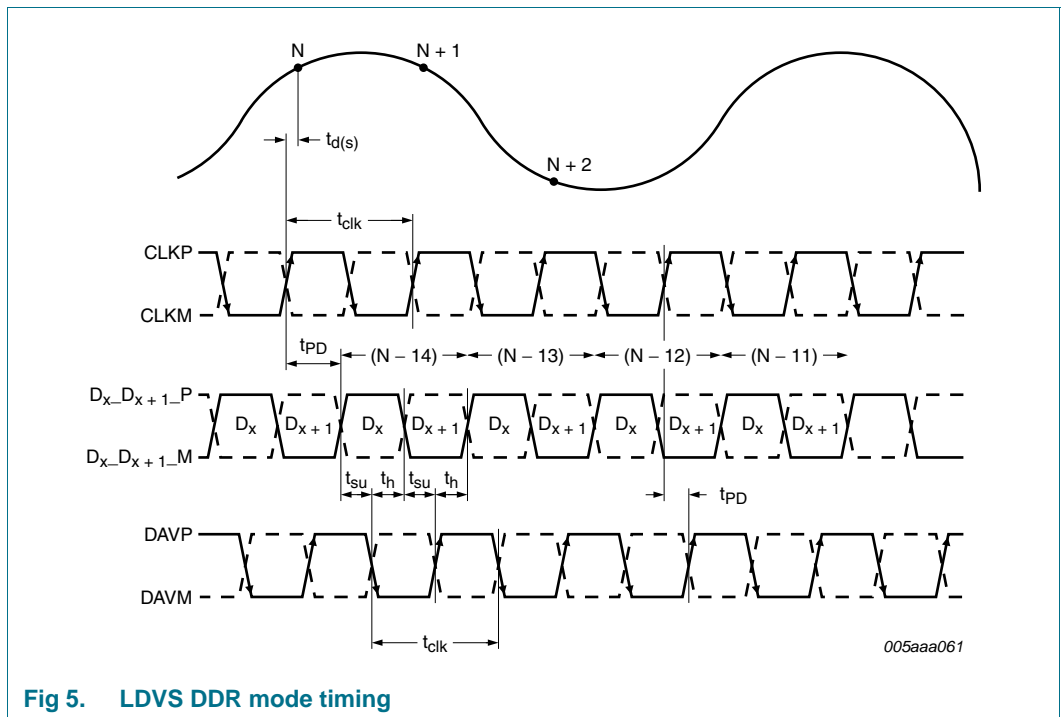 N
N + 1
t_d(s)
N + 2
t_clk
CLKP
CLKM
t_PD
(N − 14) (N − 13) (N − 12) (N − 11)
D_x_D_x + 1_P
D_x D_x + 1 D_x D_x + 1 D_x D_x + 1 D_x D_x + 1 D_x D_x + 1
D_x_D_x + 1_M
t_su t_h t_su t_h
t_PD
DAVP
DAVM
t_clk
005aaa061
Fig 5. LDVS DDR mode timing